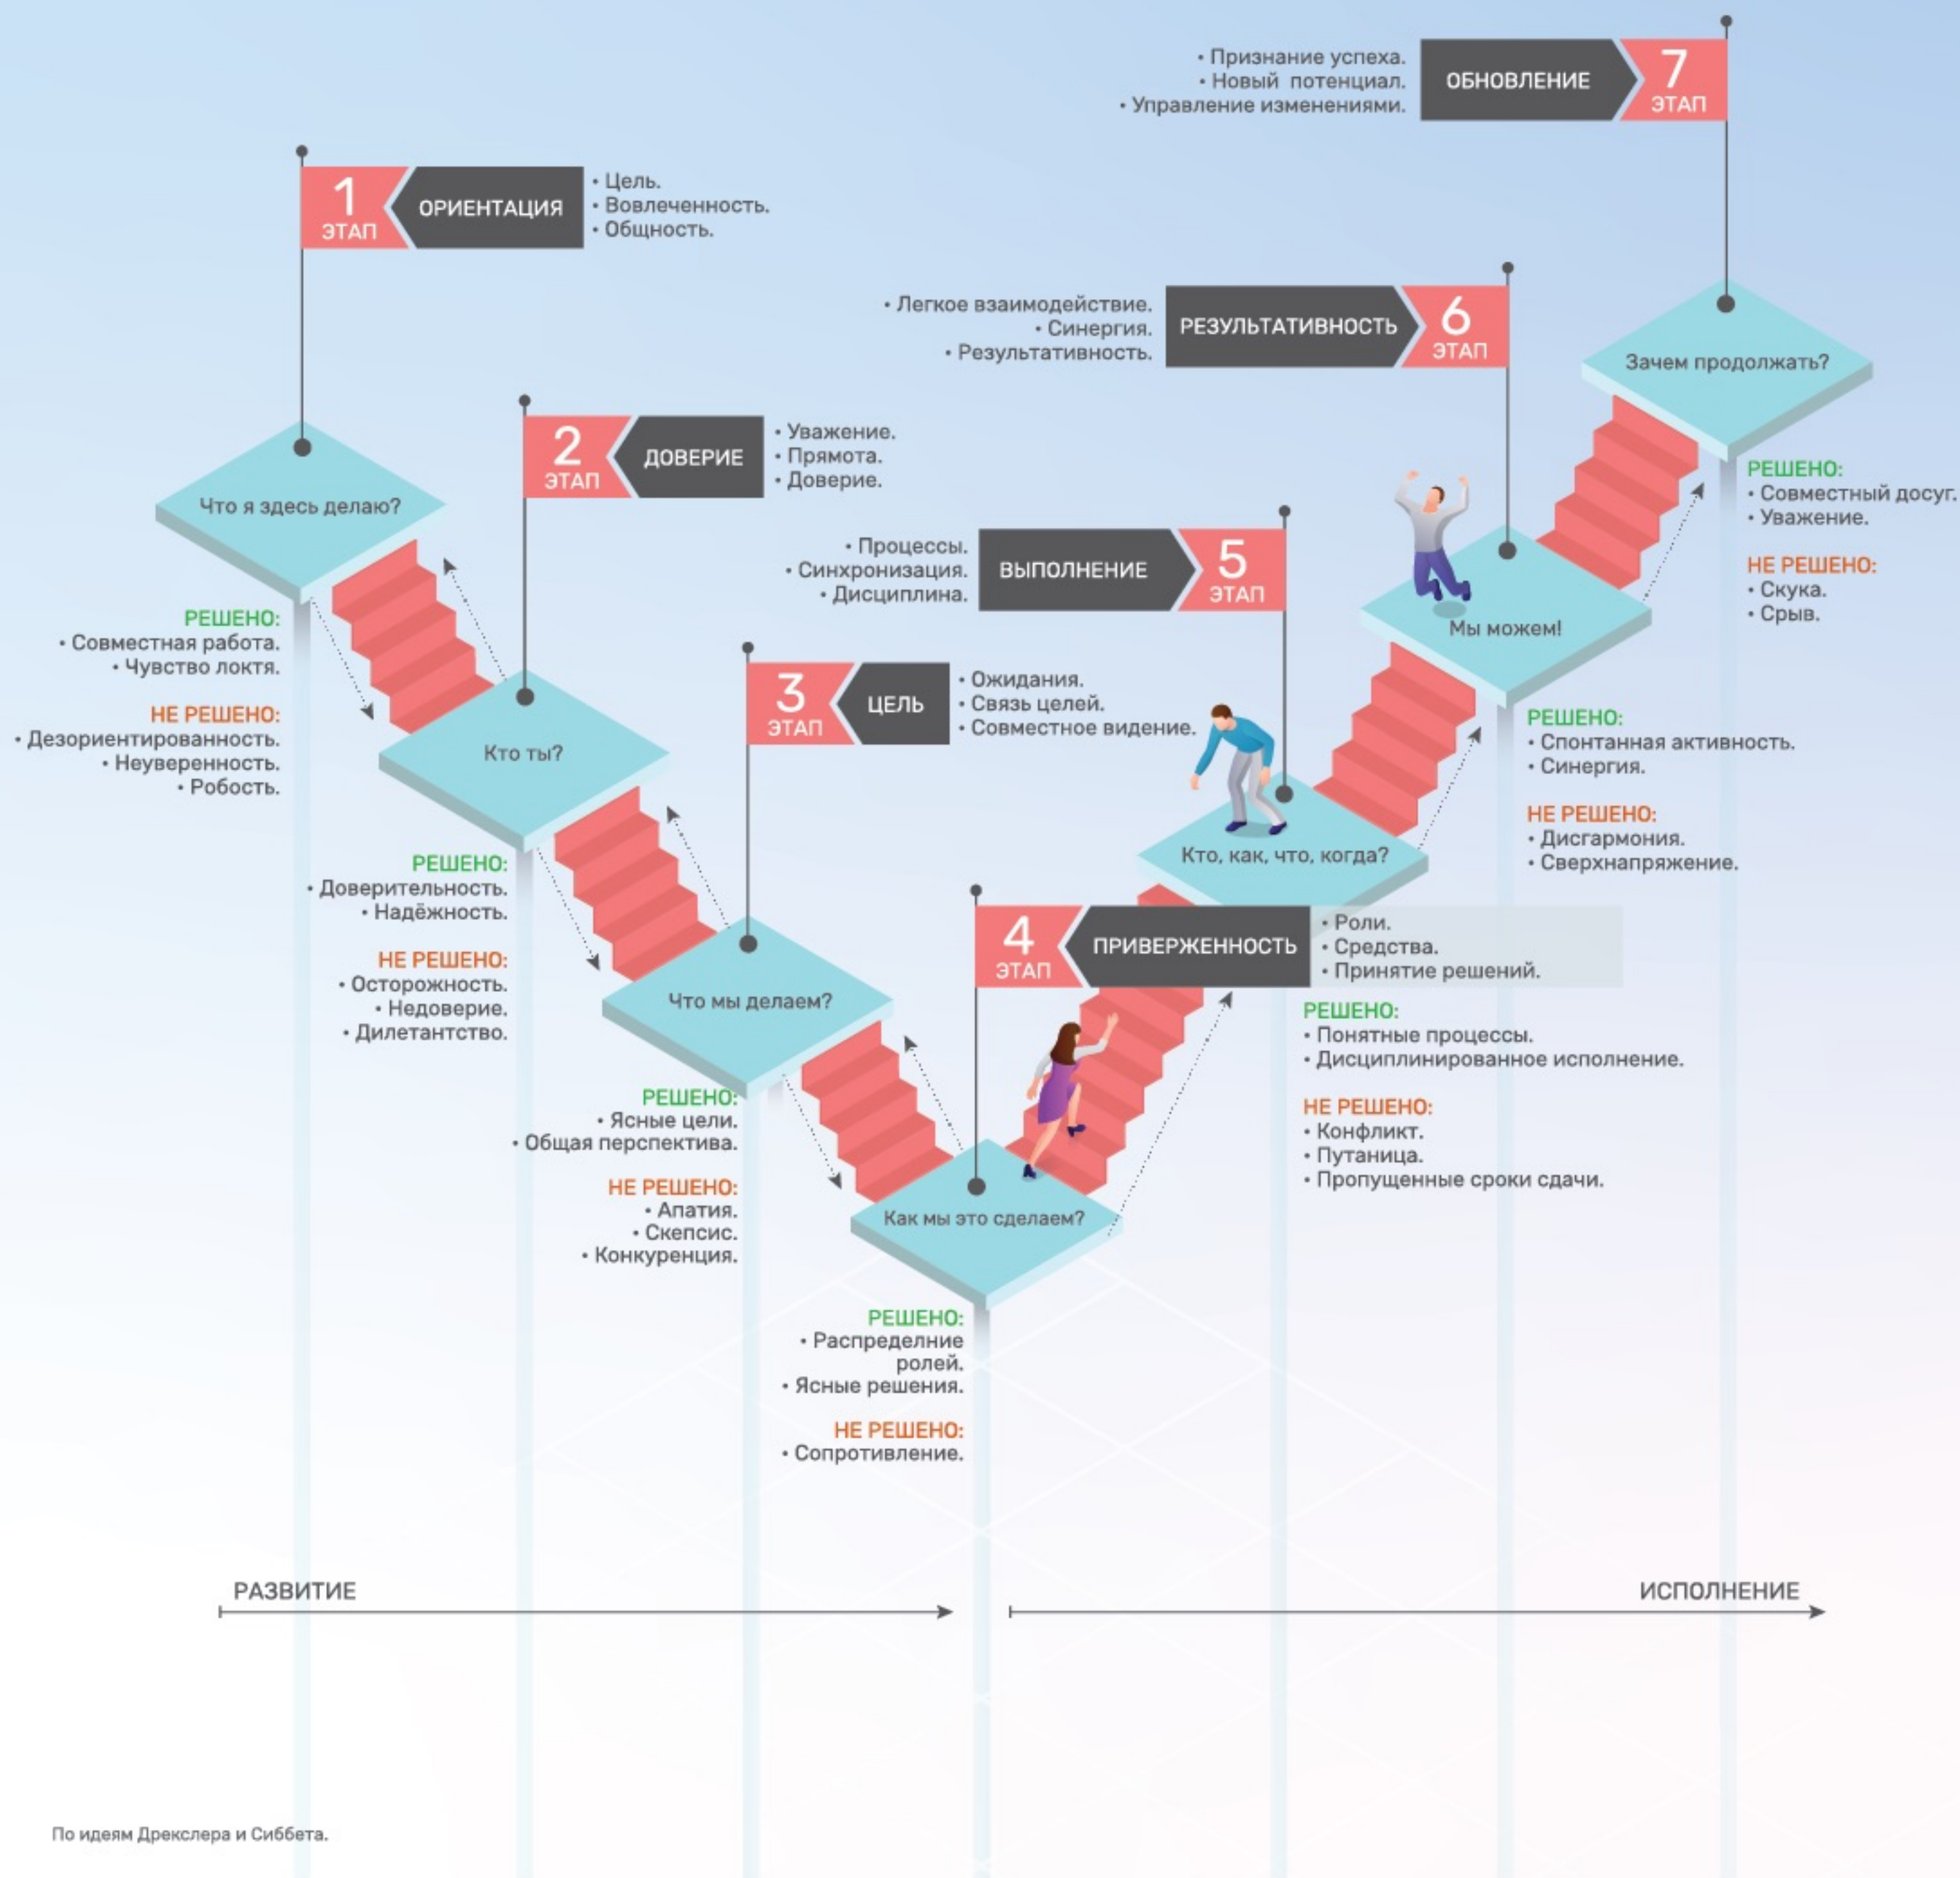 1
ЭТАП
ОРИЕНТАЦИЯ
• Цель.
• Вовлеченность.
• Общность.
Что я здесь делаю?
РЕШЕНО:
• Совместная работа.
• Чувство локтя.
НЕ РЕШЕНО:
• Дезориентированность.
• Неуверенность.
• Робость.
2
ЭТАП
ДОВЕРИЕ
• Уважение.
• Прямота.
• Доверие.
Кто ты?
РЕШЕНО:
• Доверительность.
• Надёжность.
НЕ РЕШЕНО:
• Осторожность.
• Недоверие.
• Дилетантство.
3
ЭТАП
ЦЕЛЬ
• Ожидания.
• Связь целей.
• Совместное видение.
Что мы делаем?
РЕШЕНО:
• Ясные цели.
• Общая перспектива.
НЕ РЕШЕНО:
• Апатия.
• Скепсис.
• Конкуренция.
4
ЭТАП
ПРИВЕРЖЕННОСТЬ
• Роли.
• Средства.
• Принятие решений.
Как мы это сделаем?
РЕШЕНО:
• Распределние
ролей.
• Ясные решения.
НЕ РЕШЕНО:
• Сопротивление.
• Процессы.
• Синхронизация.
• Дисциплина.
ВЫПОЛНЕНИЕ
5
ЭТАП
Кто, как, что, когда?
РЕШЕНО:
• Понятные процессы.
• Дисциплинированное исполнение.
НЕ РЕШЕНО:
• Конфликт.
• Путаница.
• Пропущенные сроки сдачи.
• Легкое взаимодействие.
• Синергия.
• Результативность.
РЕЗУЛЬТАТИВНОСТЬ
6
ЭТАП
Мы можем!
РЕШЕНО:
• Спонтанная активность.
• Синергия.
НЕ РЕШЕНО:
• Дисгармония.
• Сверхнапряжение.
• Признание успеха.
• Новый потенциал.
• Управление изменениями.
ОБНОВЛЕНИЕ
7
ЭТАП
Зачем продолжать?
РЕШЕНО:
• Совместный досуг.
• Уважение.
НЕ РЕШЕНО:
• Скука.
• Срыв.
РАЗВИТИЕ
ИСПОЛНЕНИЕ
По идеям Дрекслера и Сиббета.